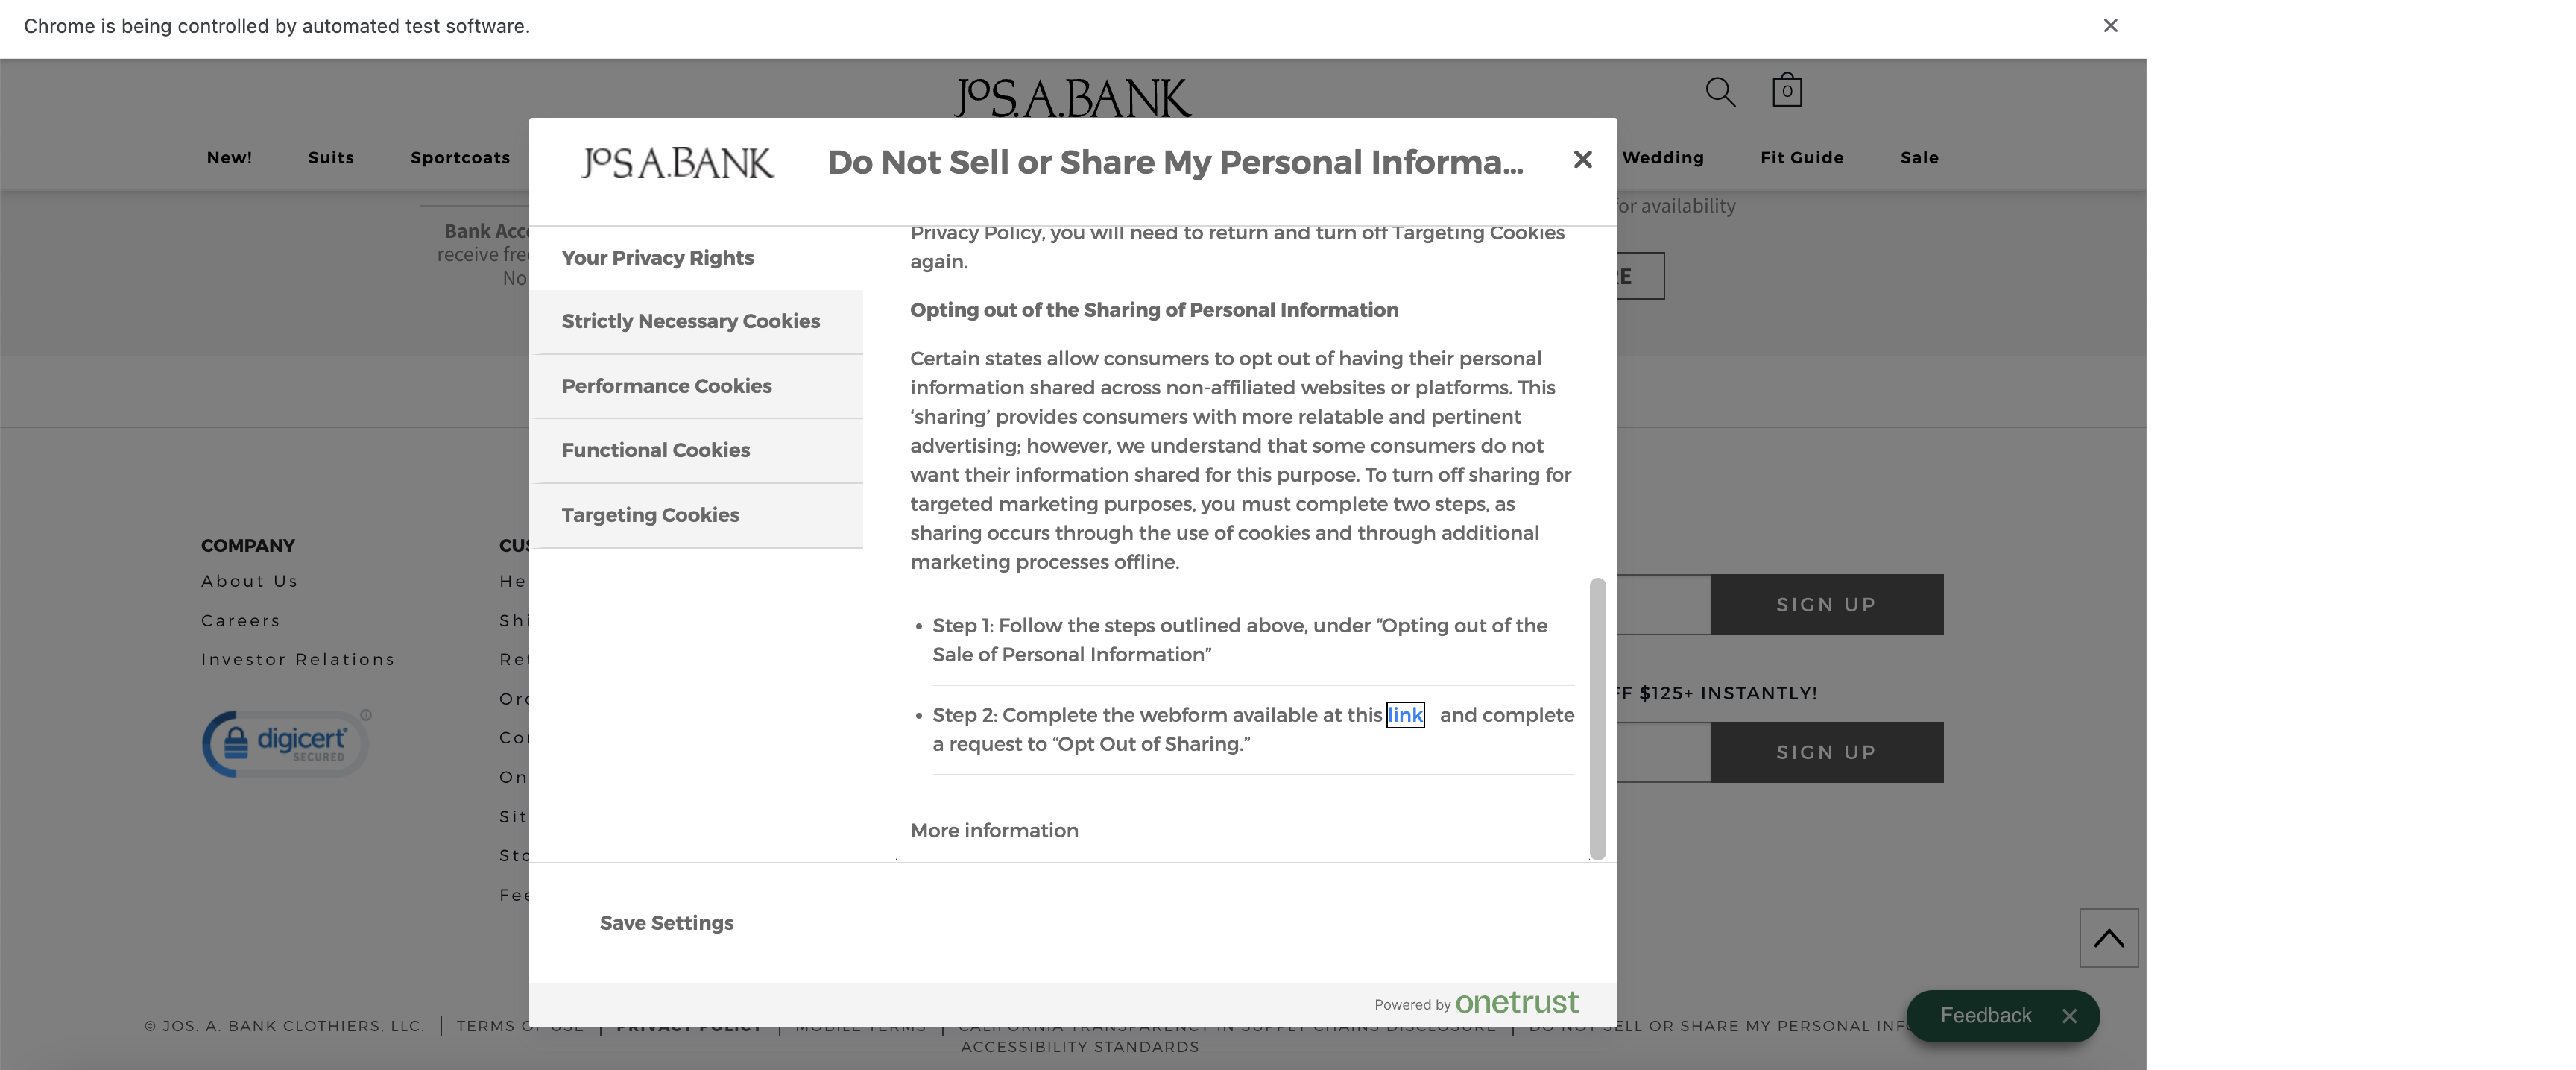 Chrome is being controlled by automated test software.
JOS. A. BANK
0
New!
Suits
Sportcoats
Wedding
Fit Guide
Sale
JOS. A. BANK
Do Not Sell or Share My Personal Informa...
Bank Acc
receive fre
No
or availability
Your Privacy Rights
Strictly Necessary Cookies
Performance Cookies
Functional Cookies
Targeting Cookies
Privacy Policy, you will need to return and turn off Targeting Cookies
again.
Opting out of the Sharing of Personal Information
Certain states allow consumers to opt out of having their personal
information shared across non-affiliated websites or platforms. This
‘sharing’ provides consumers with more relatable and pertinent
advertising; however, we understand that some consumers do not
want their information shared for this purpose. To turn off sharing for
targeted marketing purposes, you must complete two steps, as
sharing occurs through the use of cookies and through additional
marketing processes offline.
• Step 1: Follow the steps outlined above, under “Opting out of the
Sale of Personal Information”
• Step 2: Complete the webform available at this link and complete
a request to “Opt Out of Sharing.”
More information
Save Settings
Powered by onetrust
COMPANY
About Us
Careers
Investor Relations
digicert
SECURED
CUS
He
Shi
Ret
Ord
Con
On
Sit
Sto
Fee
SIGN UP
FF $125+ INSTANTLY!
SIGN UP
Feedback
© JOS. A. BANK CLOTHIERS, LLC. | TERMS OF USE | PRIVACY POLICY | MOBILE TERMS | CALIFORNIA TRANSPARENCY IN SUPPLY CHAINS DISCLOSURE | DO NOT SELL OR SHARE MY PERSONAL INFO
ACCESSIBILITY STANDARDS